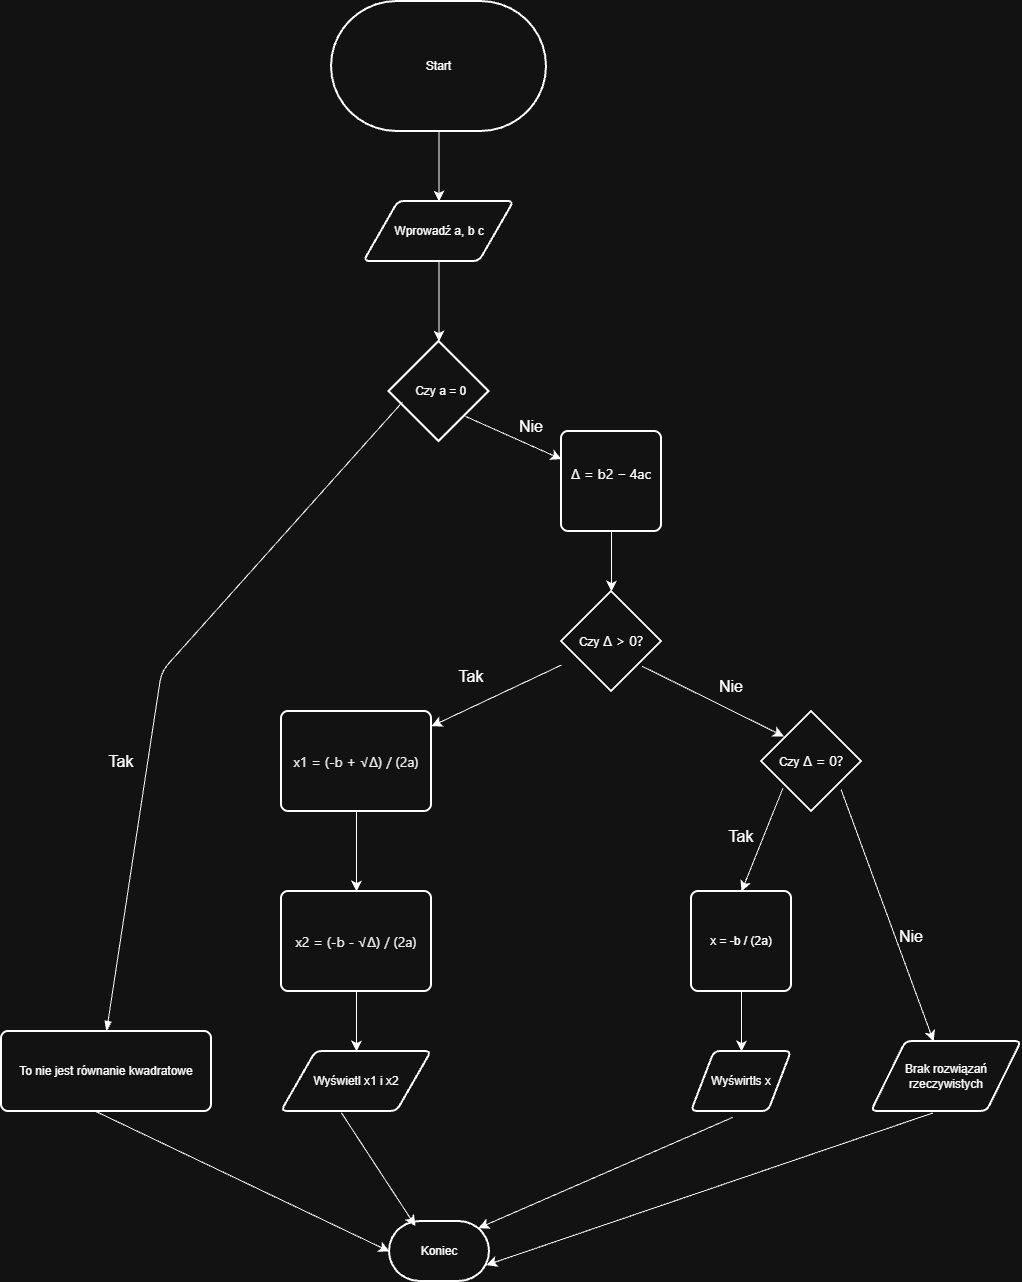 Start
Wprowadź a, b c
Czy a = 0
Nie
Δ = b2 − 4ac
Czy Δ > 0?
Tak
Nie
x1 = (-b + √Δ) / (2a)
Czy Δ = 0?
Tak
Tak
x2 = (-b - √Δ) / (2a)
x = -b / (2a)
Nie
To nie jest równanie kwadratowe
Wyświetl x1 i x2
Wyświrtls x
Brak rozwiązań
rzeczywistych
Koniec